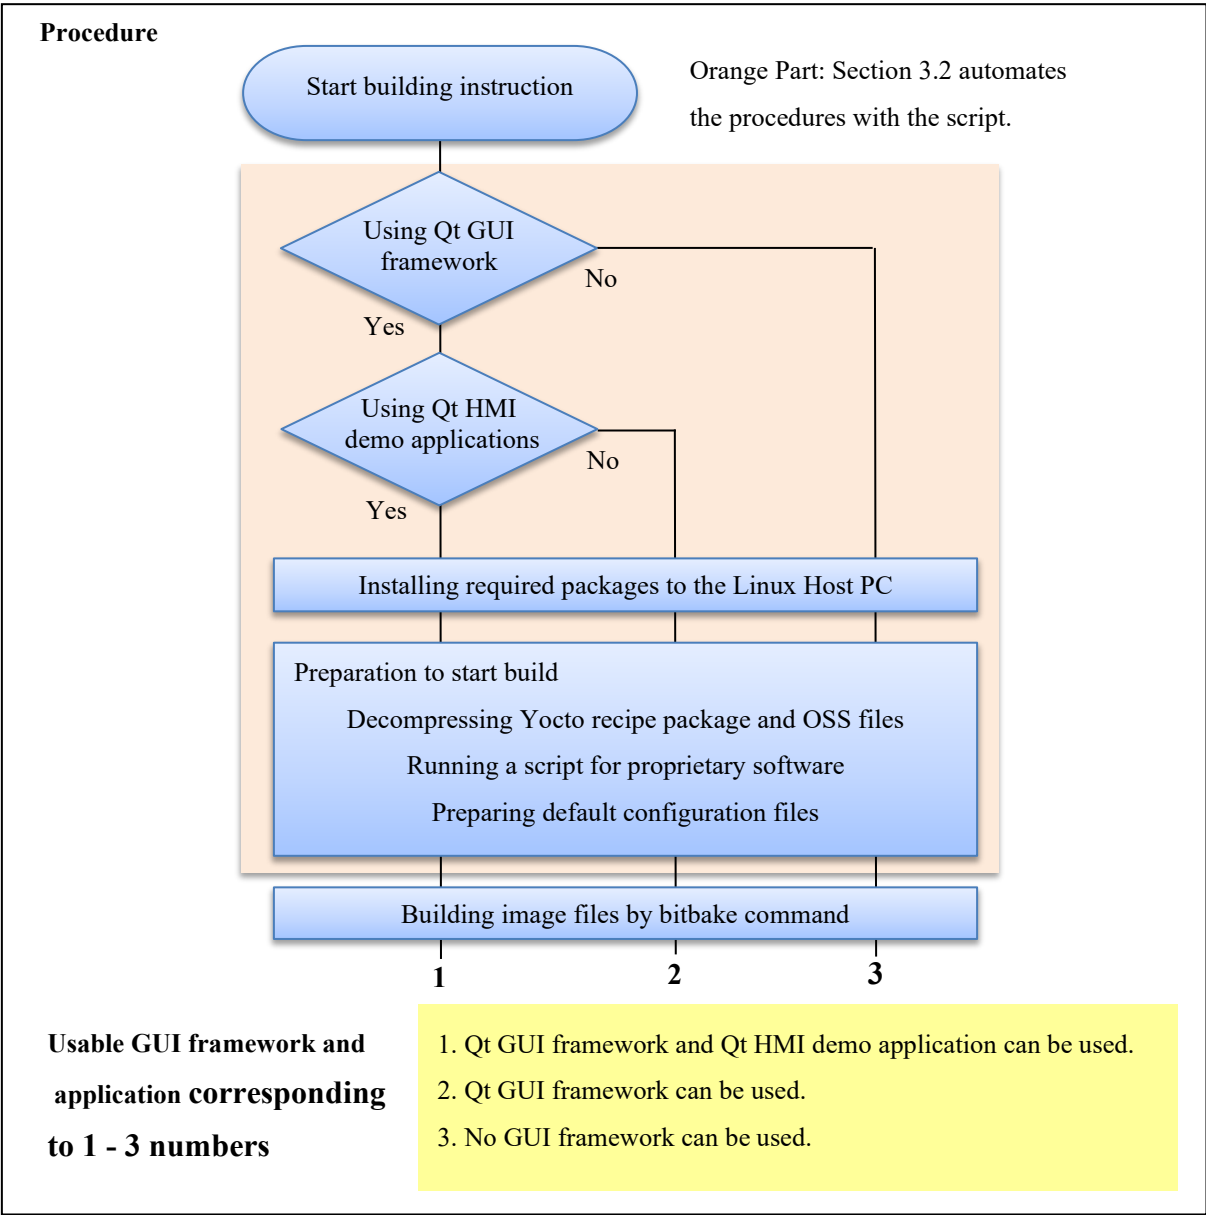 Procedure
Start building instruction
Orange Part: Section 3.2 automates
the procedures with the script.
Using Qt GUI
framework
No
Yes
Using Qt HMI
demo applications
No
Yes
Installing required packages to the Linux Host PC
Preparation to start build
Decompressing Yocto recipe package and OSS files
Running a script for proprietary software
Preparing default configuration files
Building image files by bitbake command
1
2
3
Usable GUI framework and
application corresponding
to 1 - 3 numbers
1. Qt GUI framework and Qt HMI demo application can be used.
2. Qt GUI framework can be used.
3. No GUI framework can be used.